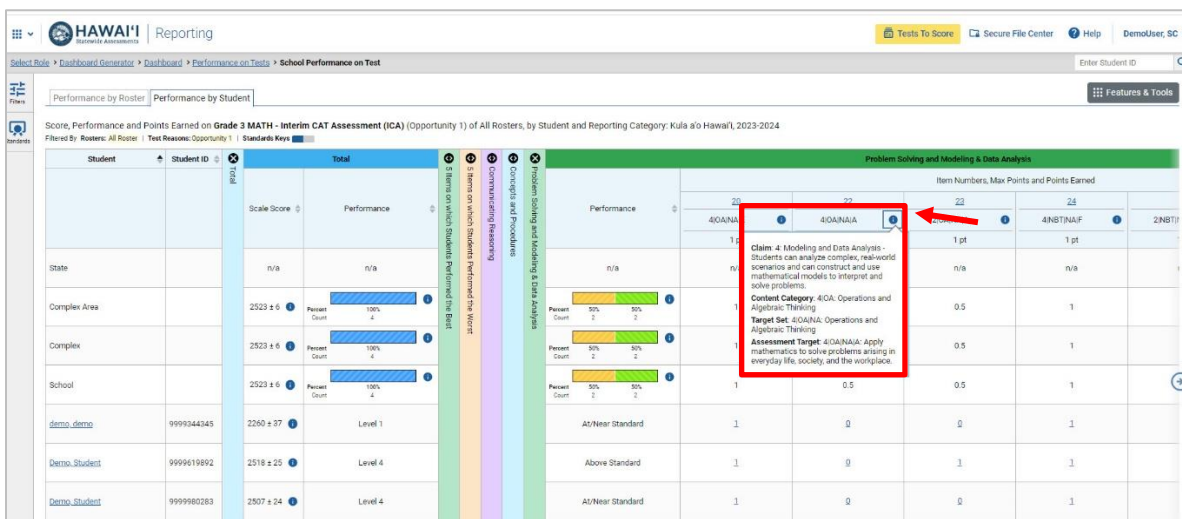 HAWAI'I
Statewide Assessments
Reporting
Tests To Score
Secure File Center
Help
DemoUser, SC
Select Role > Dashboard Generator > Dashboard > Performance on Tests > School Performance on Test
Enter Student ID
Filters
Performance by Roster
Performance by Student
Features & Tools
Score, Performance and Points Earned on Grade 3 MATH - Interim CAT Assessment (ICA) (Opportunity 1) of All Rosters, by Student and Reporting Category: Kula a'o Hawai'i, 2023-2024
Filtered By Rosters: All Roster | Test Reasons: Opportunity 1 | Standards Keys
Student
Student ID
Total
Total
5 Items on which Students Performed the Best
5 Items on which Students Performed the Worst
Communicating Reasoning
Concepts and Procedures
Problem Solving and Modeling & Data Analysis
Problem Solving and Modeling & Data Analysis
Item Numbers, Max Points and Points Earned
Scale Score
Performance
Performance
20 22 23 24
4|OA|NA 4|OA|NA|A 4|NBT|NA|F
1 pt 1 pt
Claim: 4: Modeling and Data Analysis -
Students can analyze complex, real-world
scenarios and can construct and use
mathematical models to interpret and
solve problems.
Content Category: 4|OA: Operations and
Algebraic Thinking
Target Set: 4|OA|NA: Operations and
Algebraic Thinking
Assessment Target: 4|OA|NA|A: Apply
mathematics to solve problems arising in
everyday life, society, and the workplace.
State n/a n/a n/a n/a n/a
Complex Area 2523 ± 6 Percent 100% Count 4 Percent 50% 50% Count 2 2 0.5 1
Complex 2523 ± 6 Percent 100% Count 4 Percent 50% 50% Count 2 2 0.5 1
School 2523 ± 6 Percent 100% Count 4 Percent 50% 50% Count 2 2 1 0.5 0.5 1
demo, demo 9999344345 2260 ± 37 Level 1 At/Near Standard 1 0 0 1
Demo, Student 9999619892 2518 ± 25 Level 4 Above Standard 1 0 1 1
Demo, Student 9999980283 2507 ± 24 Level 4 At/Near Standard 1 0 0 1